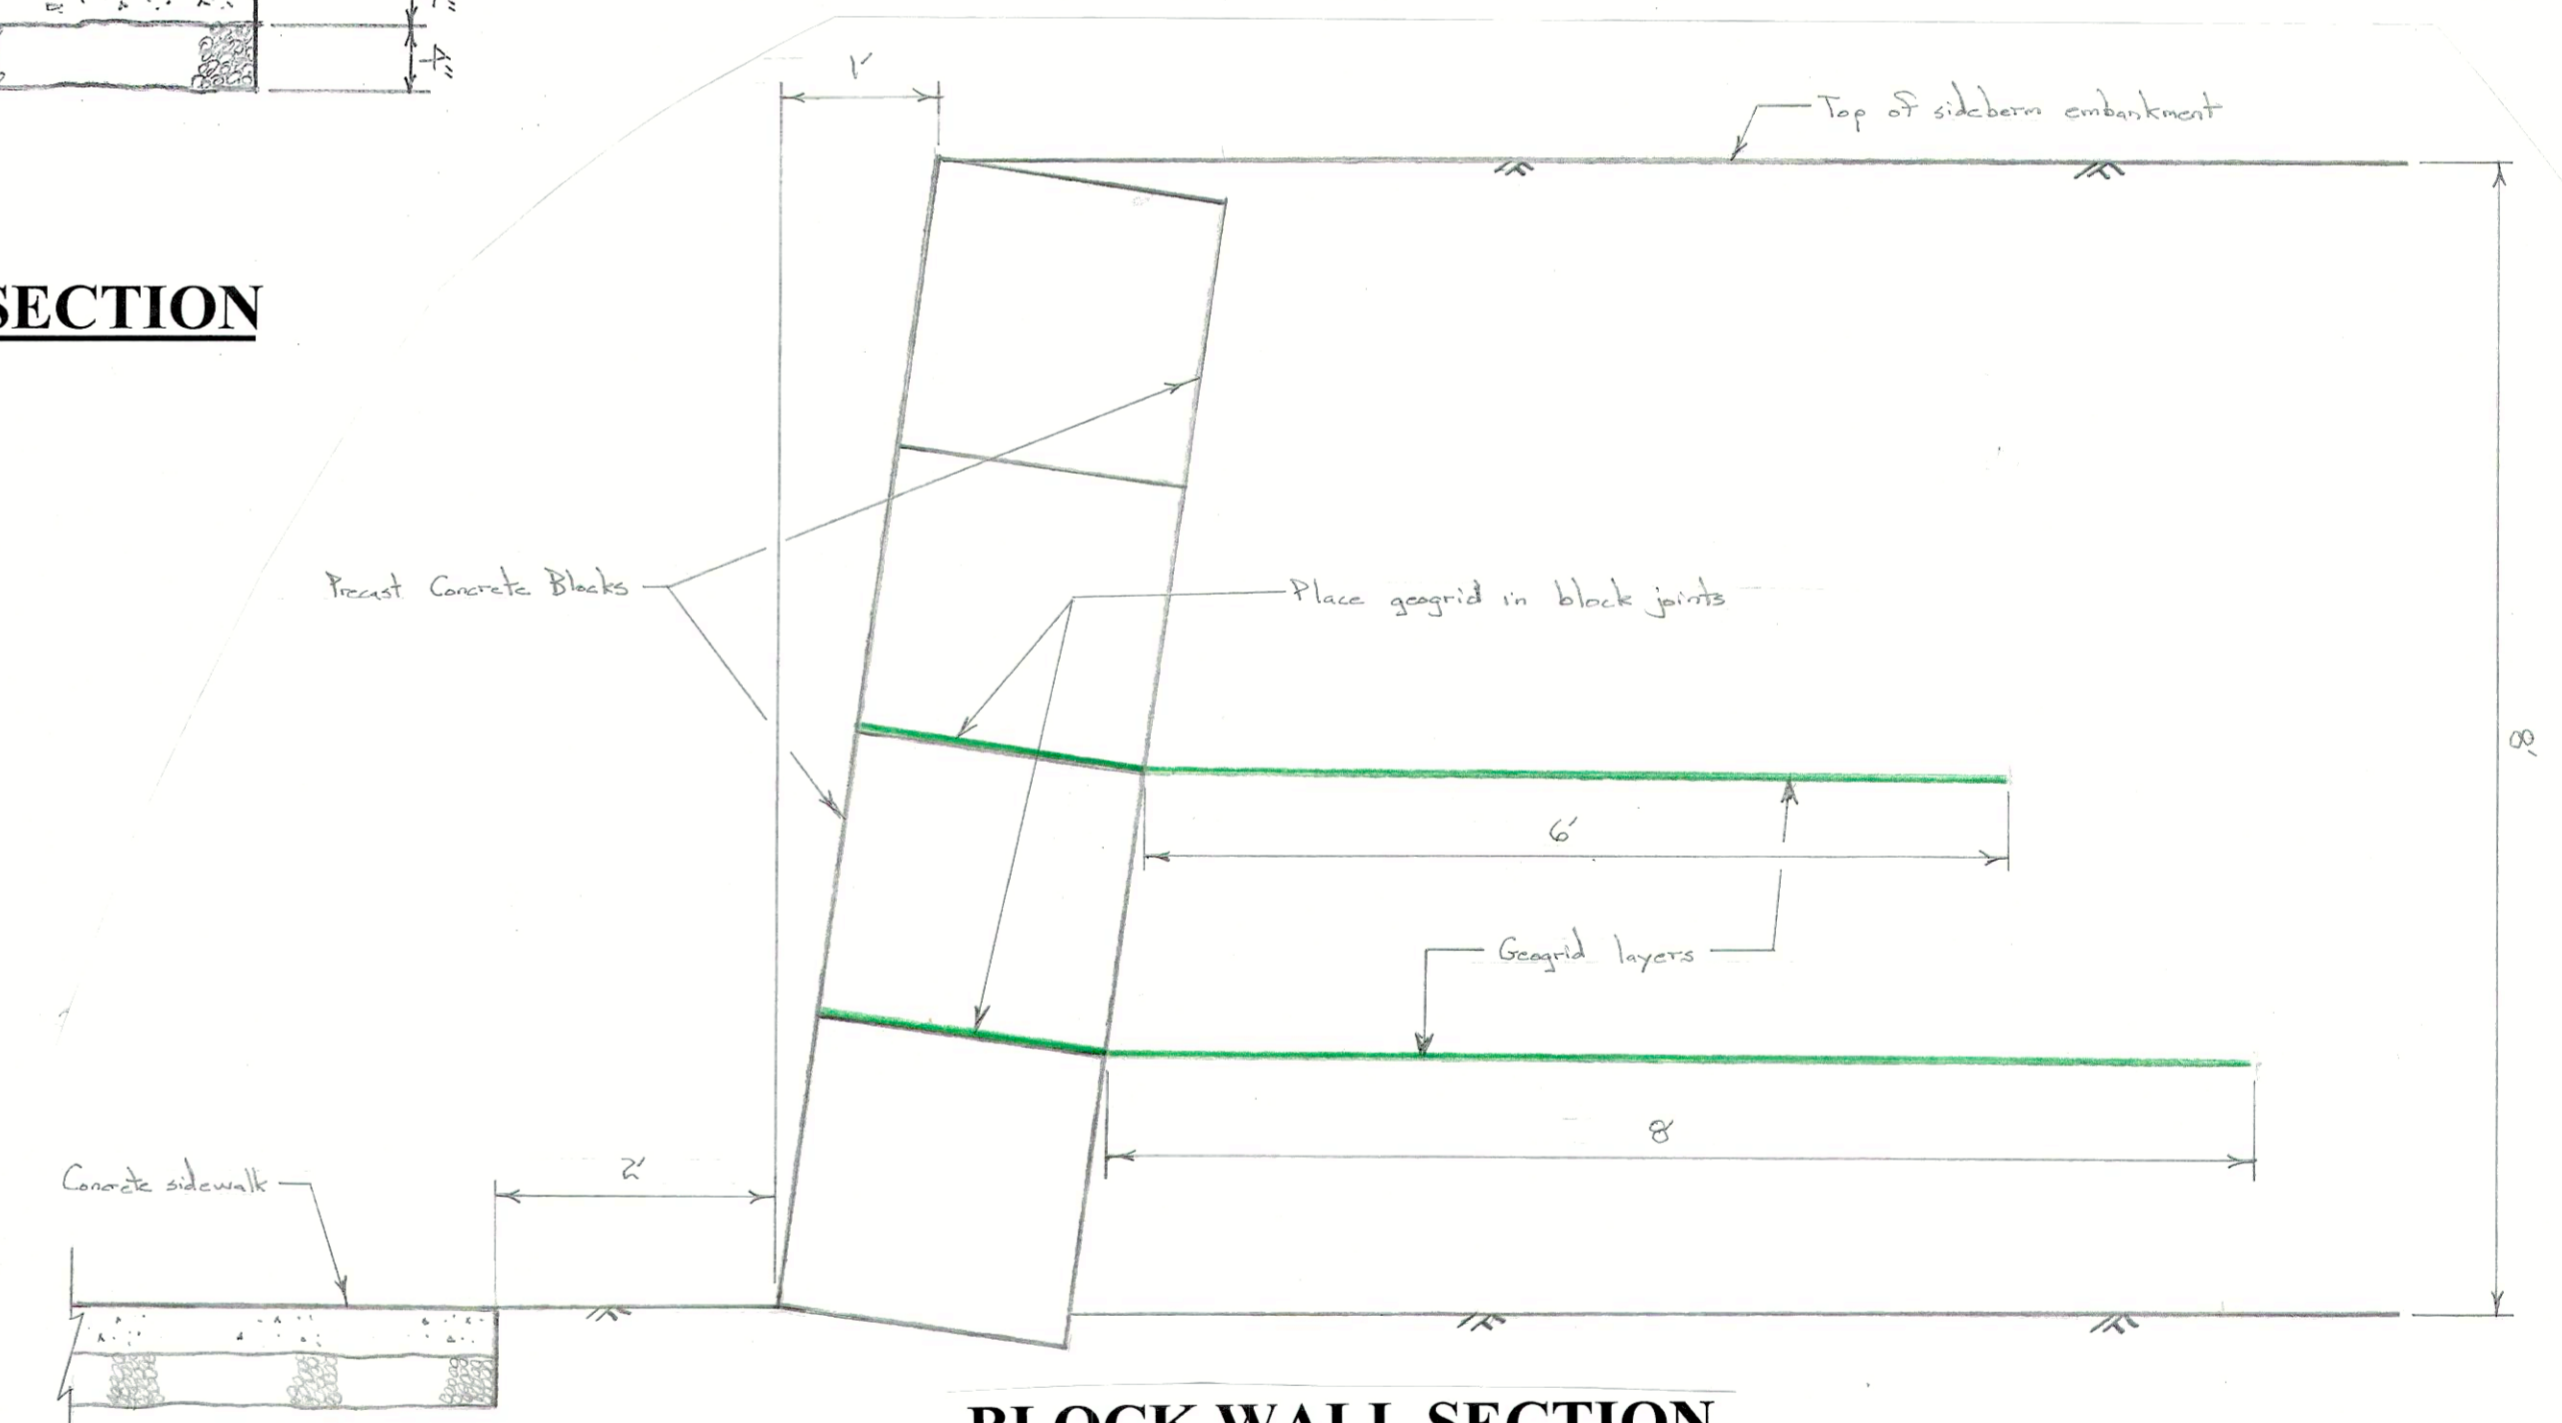 4"
1'
Top of sideberm embankment
SECTION
Precast Concrete Blocks
Place geogrid in block joints
8'
6'
Geogrid layers
8'
Concrete sidewalk
2'
BLOCK WALL SECTION